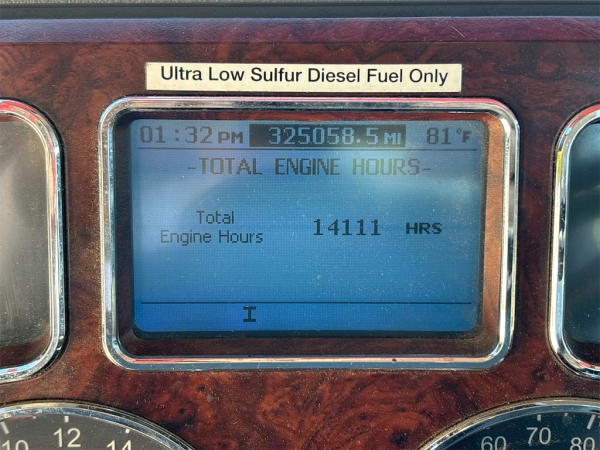 Ultra Low Sulfur Diesel Fuel Only
01:32 PM 325058.5 MI 81°F
-TOTAL ENGINE HOURS-
Total
Engine Hours 14111 HRS
I
10 12 14
60 70 80